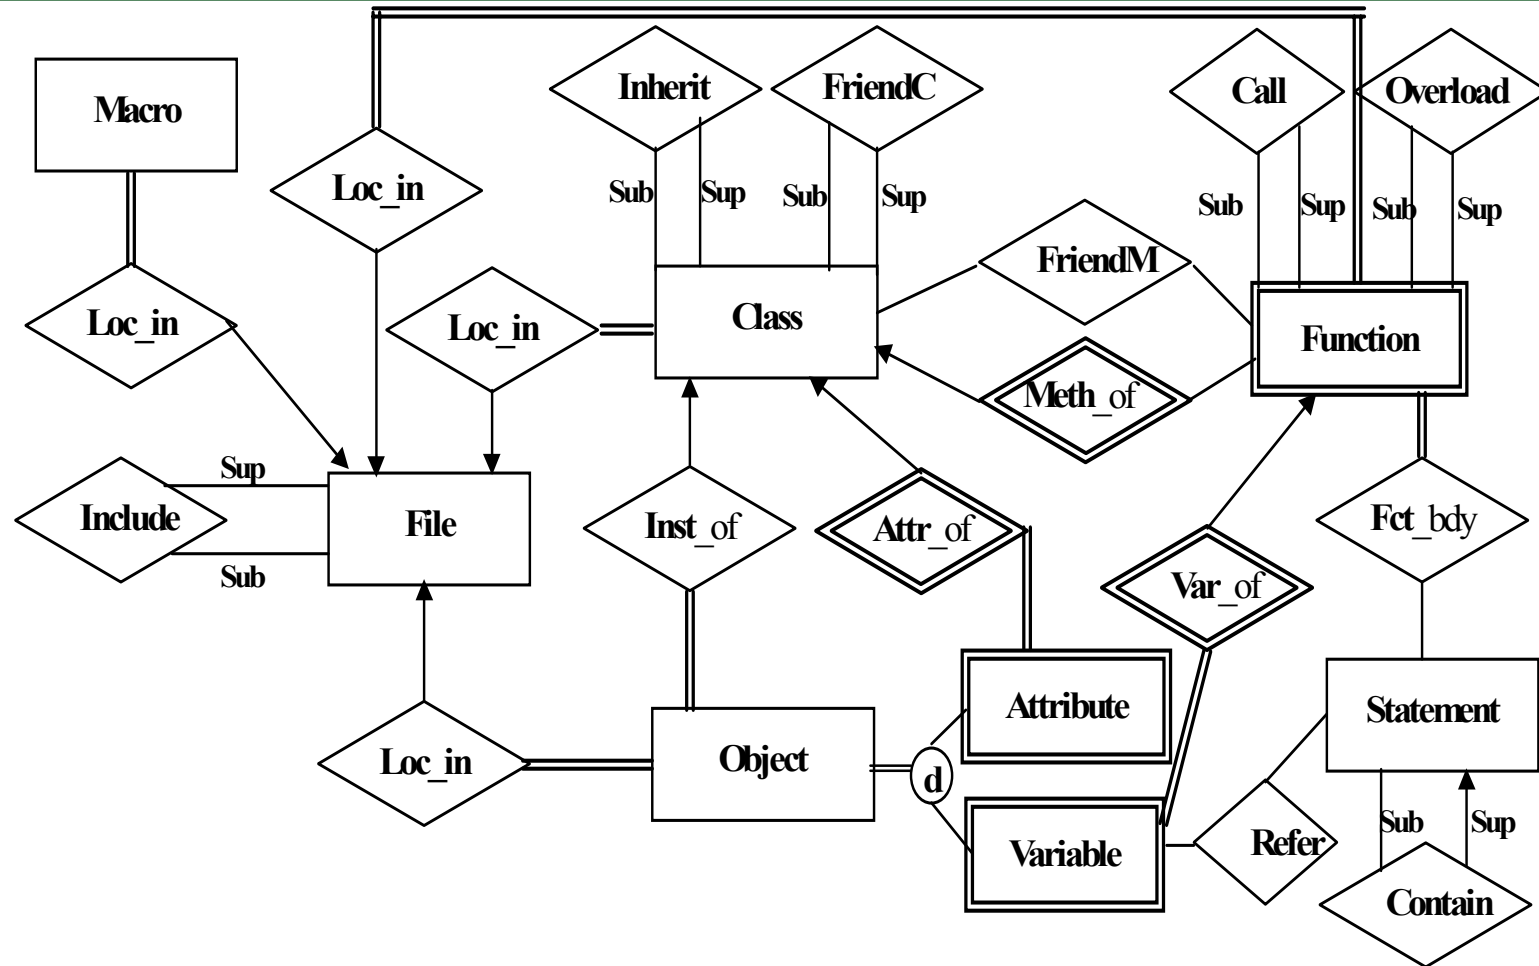 Inherit
FriendC
Call
Overload
Macro
Loc_in
Sub
Sup
Sub
Sup
Sub
Sup
Sub
Sup
FriendM
Loc_in
Loc_in
Class
Function
Meth_of
Sup
Include
File
Inst_of
Attr_of
Fct_bdy
Sub
Var_of
Attribute
Statement
Loc_in
Object
d
Sub
Sup
Variable
Refer
Contain